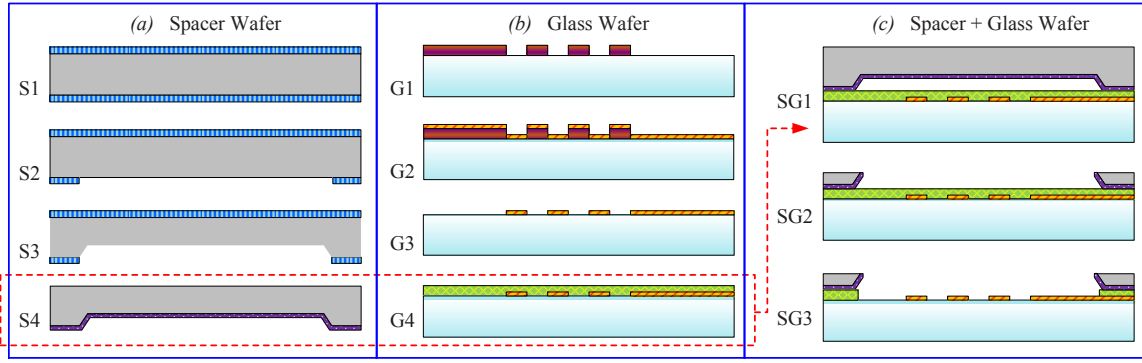 (a) Spacer Wafer
S1
S2
S3
S4
(b) Glass Wafer
G1
G2
G3
G4
(c) Spacer + Glass Wafer
SG1
SG2
SG3